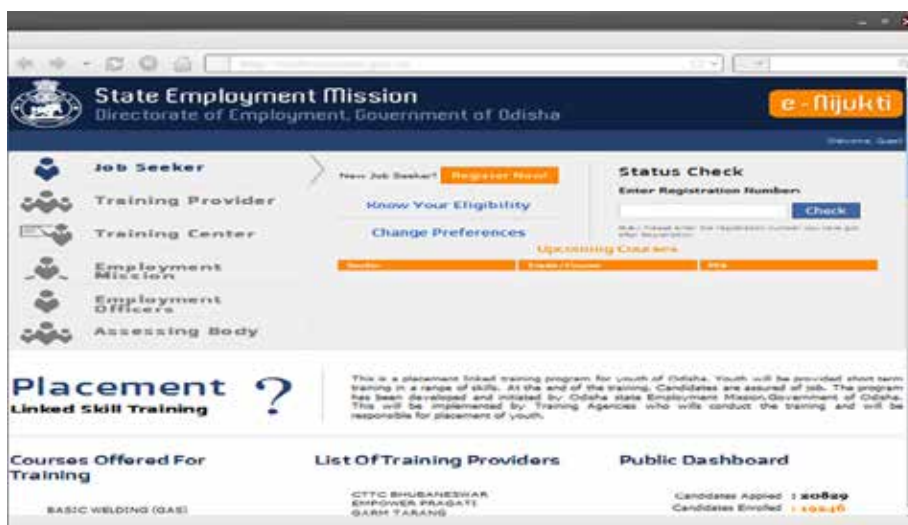 State Employment Mission
Directorate of Employment, Government of Odisha
e-Nijukti
Job Seeker
Training Provider
Training Center
Employment Mission
Employment Officers
Assessing Body
New Job Seeker? Register Now!
Know Your Eligibility
Change Preferences
Status Check
Enter Registration Number:
Check
Upcoming Courses
Placement ?
Linked Skill Training
This is a placement linked training program for youth of Odisha. Youth will be provided short term
training in a range of skills. At the end of the training, Candidates are assured of job. The program
has been developed and initiated by Odisha state Employment Mission,Government of Odisha.
This will be implemented by Training Agencies who wills conduct the training and will be
responsible for placement of youth.
Courses Offered For
Training
BASIC WELDING (GAS)
List Of Training Providers
CTTC BHUBANESWAR
EMPOWER PRAGATI
GARM TARANG
Public Dashboard
Candidates Applied : 20829
Candidates Enrolled :